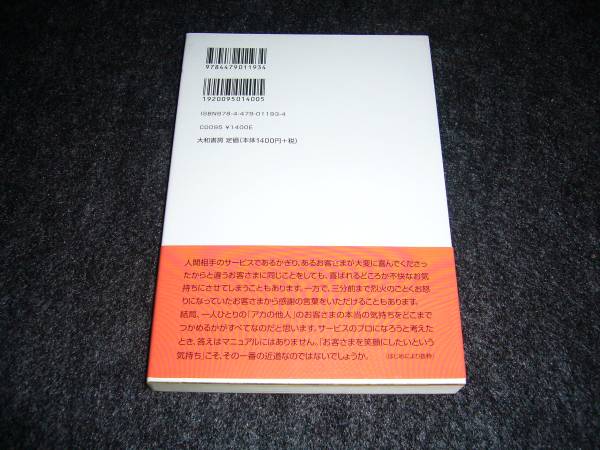 9784479011934
1920095014005
ISBN978-4-479-01193-4
C0095 ¥1400E
大和書房 定価(本体1400円+税)
人間相手のサービスであるかぎり、あるお客さまが大変に喜んでくださっ
たからと違うお客さまに同じことをしても、喜ばれるどころか不快なお気
持ちにさせてしまうこともあります。一方で、三分前まで烈火のごとくお怒
りになっていたお客さまから感謝の言葉をいただけることもあります。
結局、一人ひとりの「アカの他人」のお客さまの本当の気持ちをどこまで
つかめるかがすべてなのだと思います。サービスのプロになろうと考えた
とき、答えはマニュアルにはありません。「お客さまを笑顔にしたいという
気持ち」こそ、その一番の近道なのではないでしょうか。 (はじめにより抜粋)